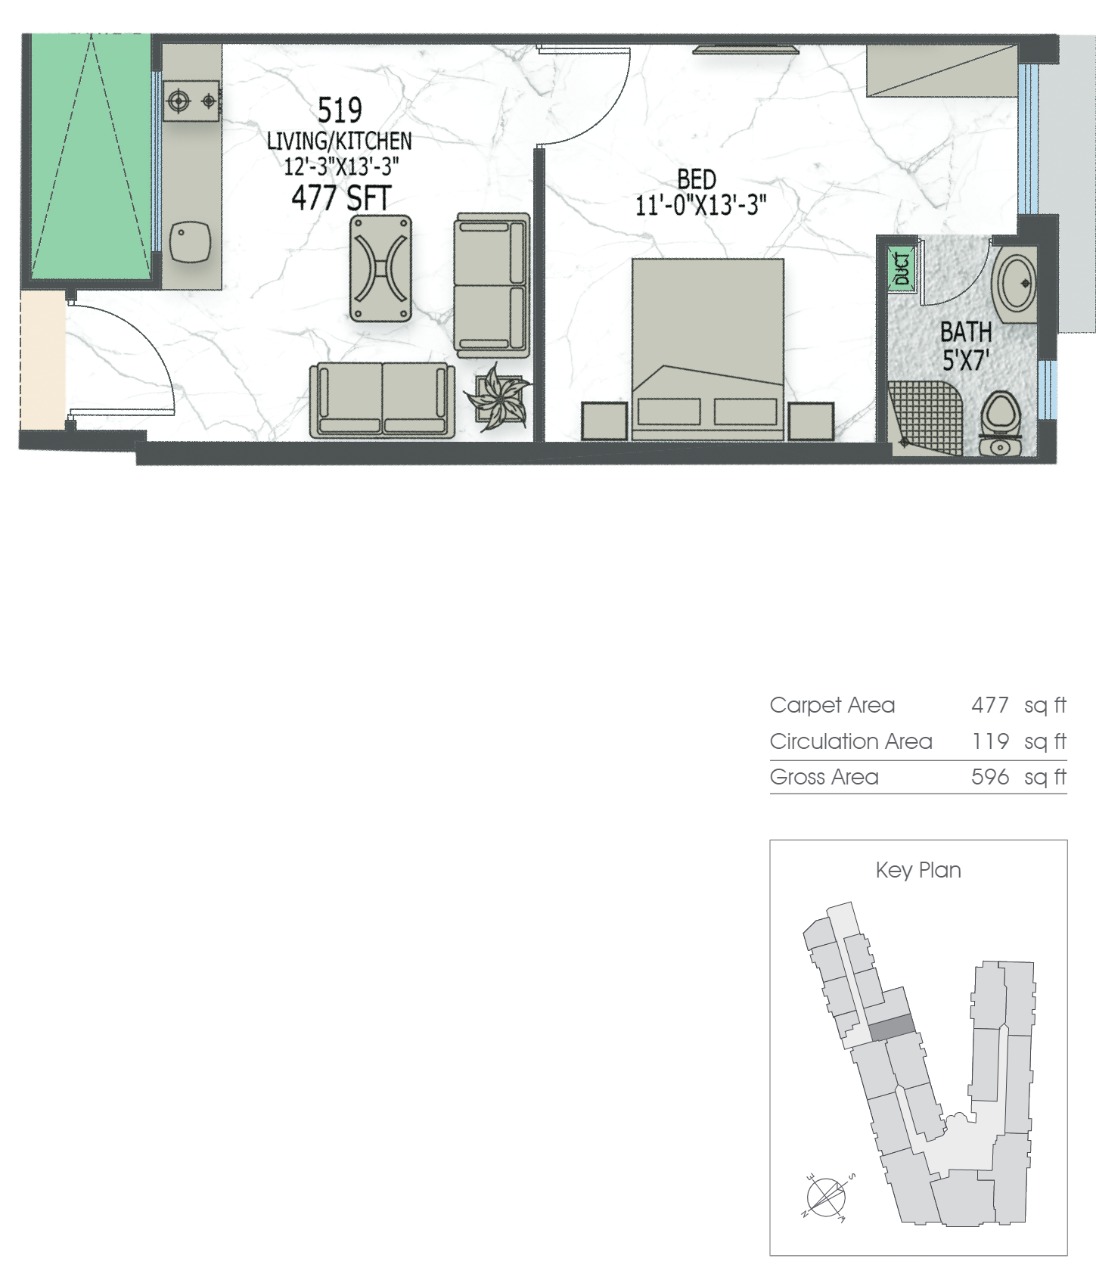 519
LIVING/KITCHEN
12'-3"X13'-3"
477 SFT
BED
11'-0"X13'-3"
DUCT
BATH
5'X7'
Carpet Area 477 sq ft
Circulation Area 119 sq ft
Gross Area 596 sq ft
Key Plan
S
N